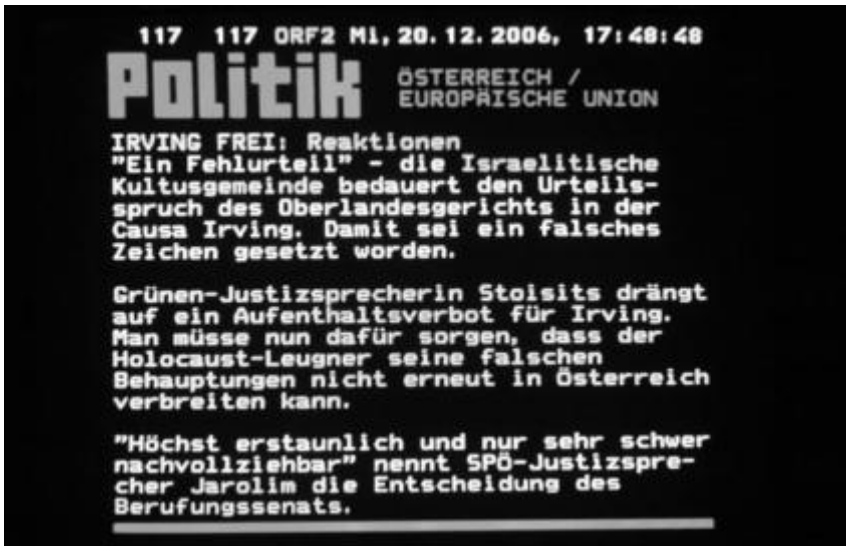 117 117 ORF2 Mi, 20.12.2006, 17:48:48
Politik ÖSTERREICH /
EUROPÄISCHE UNION
IRVING FREI: Reaktionen
"Ein Fehlurteil" - die Israelitische
Kultusgemeinde bedauert den Urteils-
spruch des Oberlandesgerichts in der
Causa Irving. Damit sei ein falsches
Zeichen gesetzt worden.
Grünen-Justizsprecherin Stoisits drängt
auf ein Aufenthaltsverbot für Irving.
Man müsse nun dafür sorgen, dass der
Holocaust-Leugner seine falschen
Behauptungen nicht erneut in Österreich
verbreiten kann.
"Höchst erstaunlich und nur sehr schwer
nachvollziehbar" nennt SPÖ-Justizspre-
cher Jarolim die Entscheidung des
Berufungssenats.